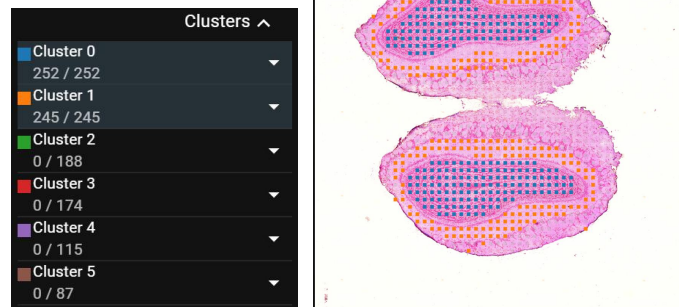 Clusters
Cluster 0
252 / 252
Cluster 1
245 / 245
Cluster 2
0 / 188
Cluster 3
0 / 174
Cluster 4
0 / 115
Cluster 5
0 / 87